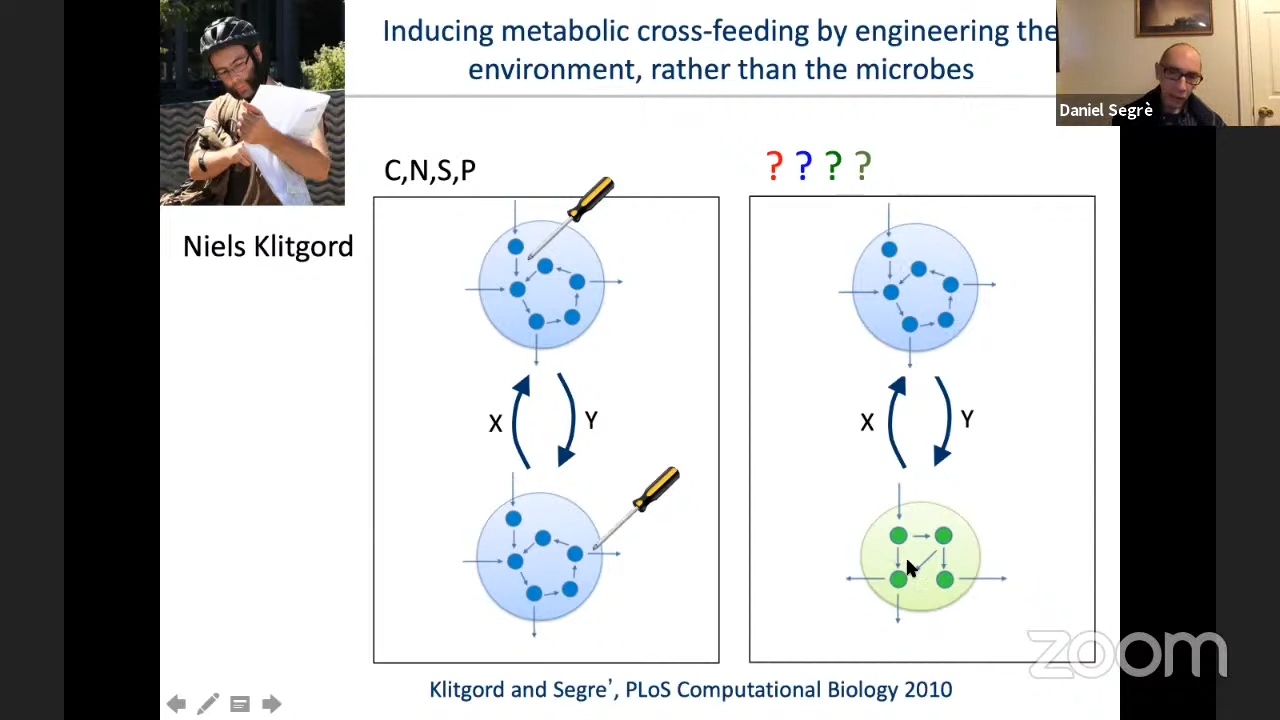 Inducing metabolic cross-feeding by engineering the
environment, rather than the microbes
Daniel Segrè
C,N,S,P
? ? ? ?
Niels Klitgord
X
Y
X
Y
zoom
Klitgord and Segre', PLoS Computational Biology 2010